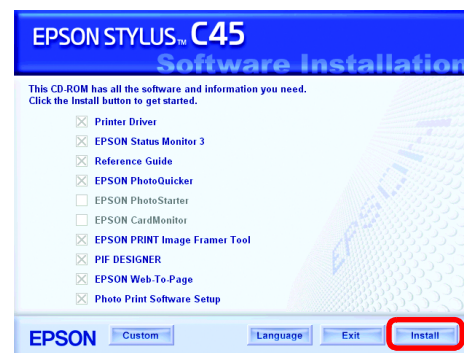 EPSON STYLUS™ C45
Software Installation
This CD-ROM has all the software and information you need.
Click the Install button to get started.
Printer Driver
EPSON Status Monitor 3
Reference Guide
EPSON PhotoQuicker
EPSON PhotoStarter
EPSON CardMonitor
EPSON PRINT Image Framer Tool
PIF DESIGNER
EPSON Web-To-Page
Photo Print Software Setup
EPSON
EPSON Custom Language Exit Install